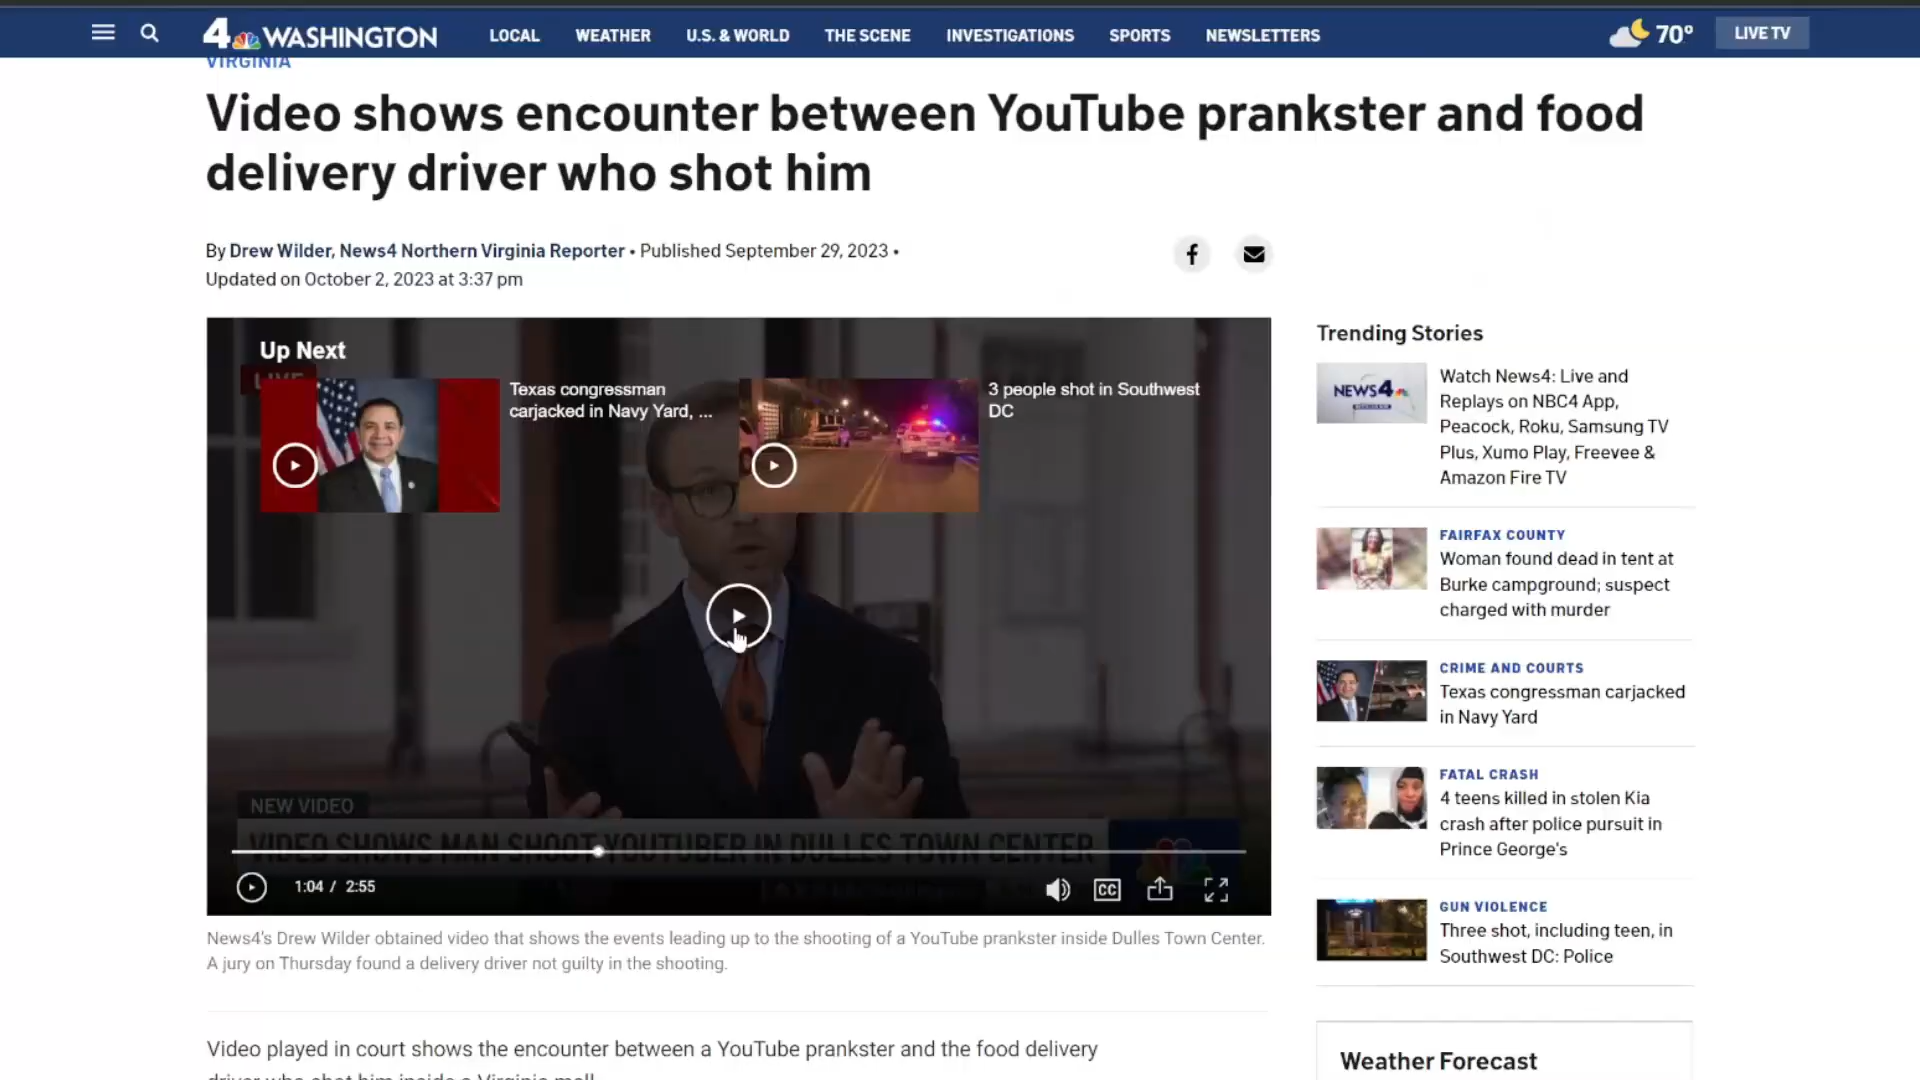 4 WASHINGTON
LOCAL
WEATHER
U.S. & WORLD
THE SCENE
INVESTIGATIONS
SPORTS
NEWSLETTERS
70°
LIVE TV
VIRGINIA
Video shows encounter between YouTube prankster and food
delivery driver who shot him
By Drew Wilder, News4 Northern Virginia Reporter • Published September 29, 2023 •
Updated on October 2, 2023 at 3:37 pm
Up Next
LIVE
Texas congressman
carjacked in Navy Yard, ...
3 people shot in Southwest
DC
NEW VIDEO
VIDEO SHOWS MAN SHOOT YOUTUBER IN DULLES TOWN CENTER
1:04 / 2:55
CC
News4's Drew Wilder obtained video that shows the events leading up to the shooting of a YouTube prankster inside Dulles Town Center.
A jury on Thursday found a delivery driver not guilty in the shooting.
Video played in court shows the encounter between a YouTube prankster and the food delivery
driver who shot him inside a Virginia mall
Trending Stories
NEWS4
Watch News4: Live and
Replays on NBC4 App,
Peacock, Roku, Samsung TV
Plus, Xumo Play, Freevee &
Amazon Fire TV
FAIRFAX COUNTY
Woman found dead in tent at
Burke campground; suspect
charged with murder
CRIME AND COURTS
Texas congressman carjacked
in Navy Yard
FATAL CRASH
4 teens killed in stolen Kia
crash after police pursuit in
Prince George's
GUN VIOLENCE
Three shot, including teen, in
Southwest DC: Police
Weather Forecast